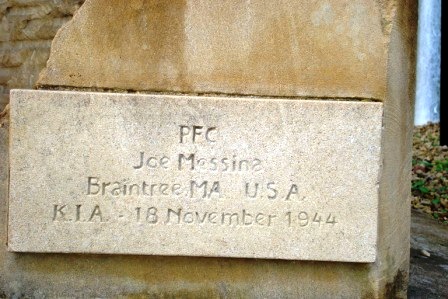 PFC
Joe Messina
Braintree MA U.S.A.
K.I.A. - 18 November 1944